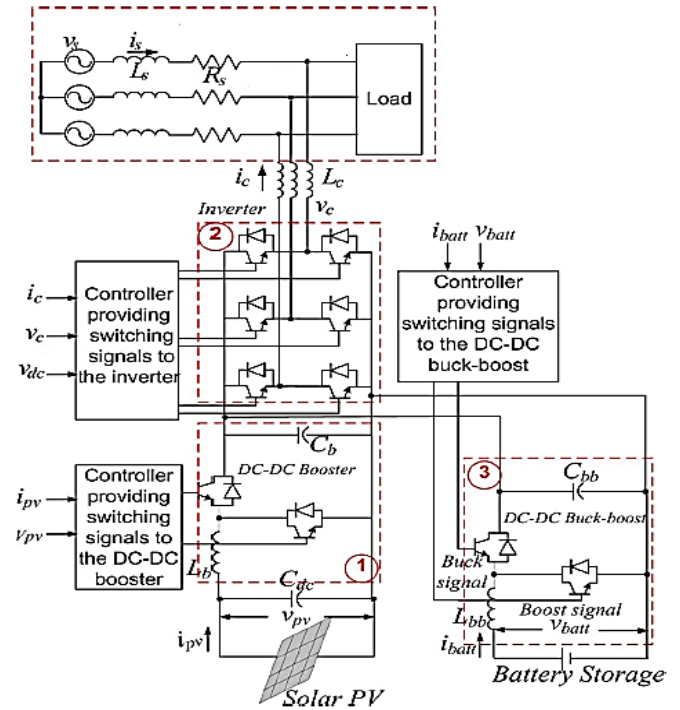 v_s
i_s
L_s
R_s
Load
i_c
L_c
v_c
Inverter
2
i_batt v_batt
i_c
v_c
v_dc
Controller
providing
switching
signals to
the inverter
Controller
providing
switching signals
to the DC-DC
buck-boost
C_b
DC-DC Booster
1
i_pv
v_pv
Controller
providing
switching
signals to
the DC-DC
booster
L_b
C_dc
v_pv
i_pv
Solar PV
3
C_bb
DC-DC Buck-boost
Buck
signal
L_bb
Boost signal
v_batt
i_batt
Battery Storage